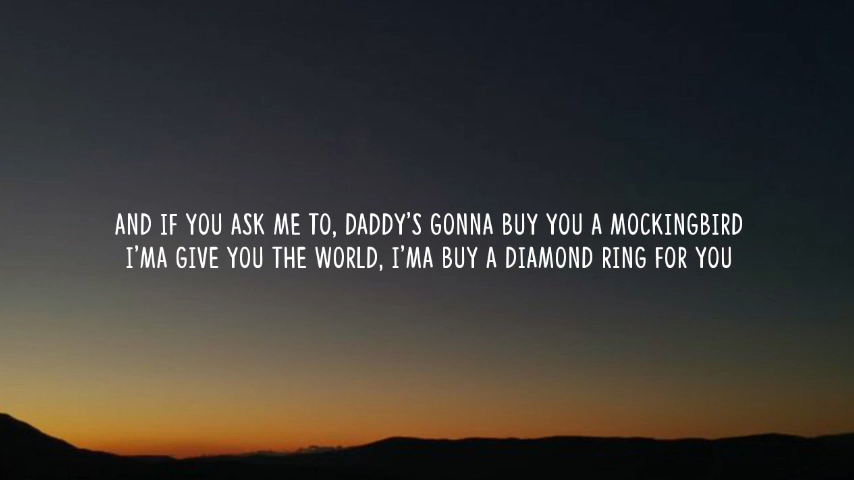 AND IF YOU ASK ME TO, DADDY'S GONNA BUY YOU A MOCKINGBIRD
I'MA GIVE YOU THE WORLD, I'MA BUY A DIAMOND RING FOR YOU